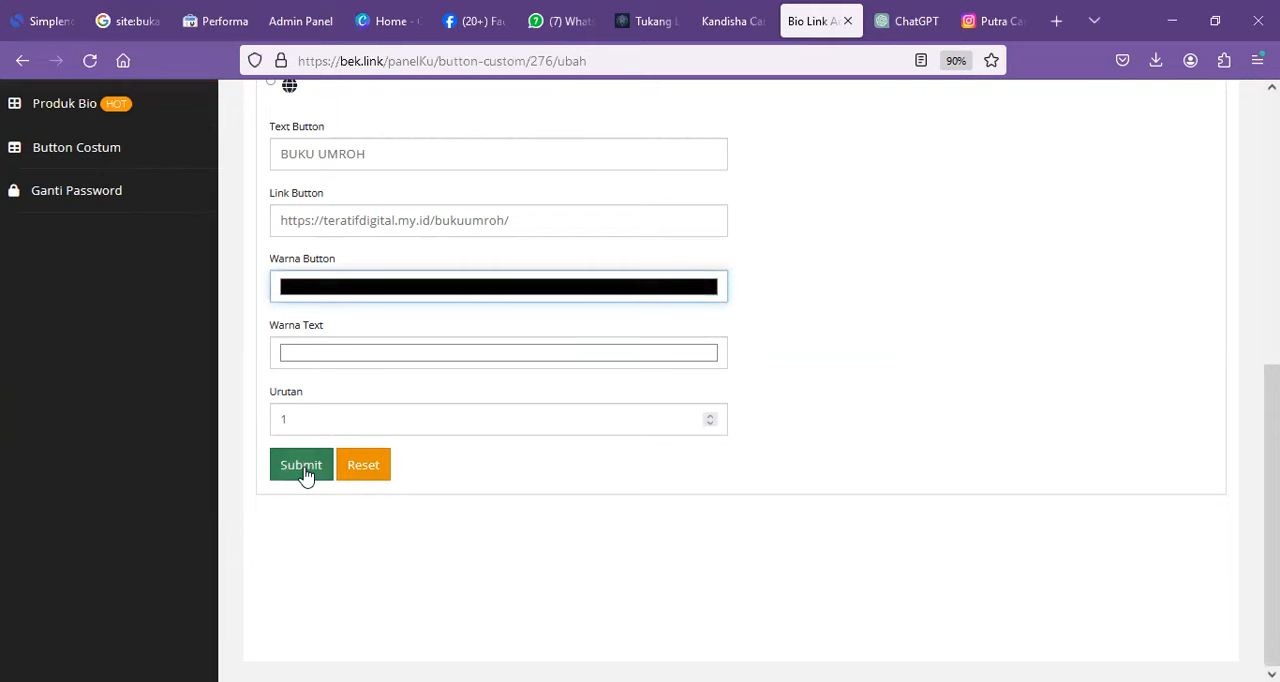 Simplen
site:buka
Performa
Admin Panel
Home -
(20+) Fa
(7) Whats
Tukang
Kandisha Ca
Bio Link A
ChatGPT
Putra Ca
https://bek.link/panelKu/button-custom/276/ubah
90%
Produk Bio HOT
Button Costum
Ganti Password
Text Button
BUKU UMROH
Link Button
https://teratifdigital.my.id/bukuumroh/
Warna Button
Warna Text
Urutan
1
Submit Reset